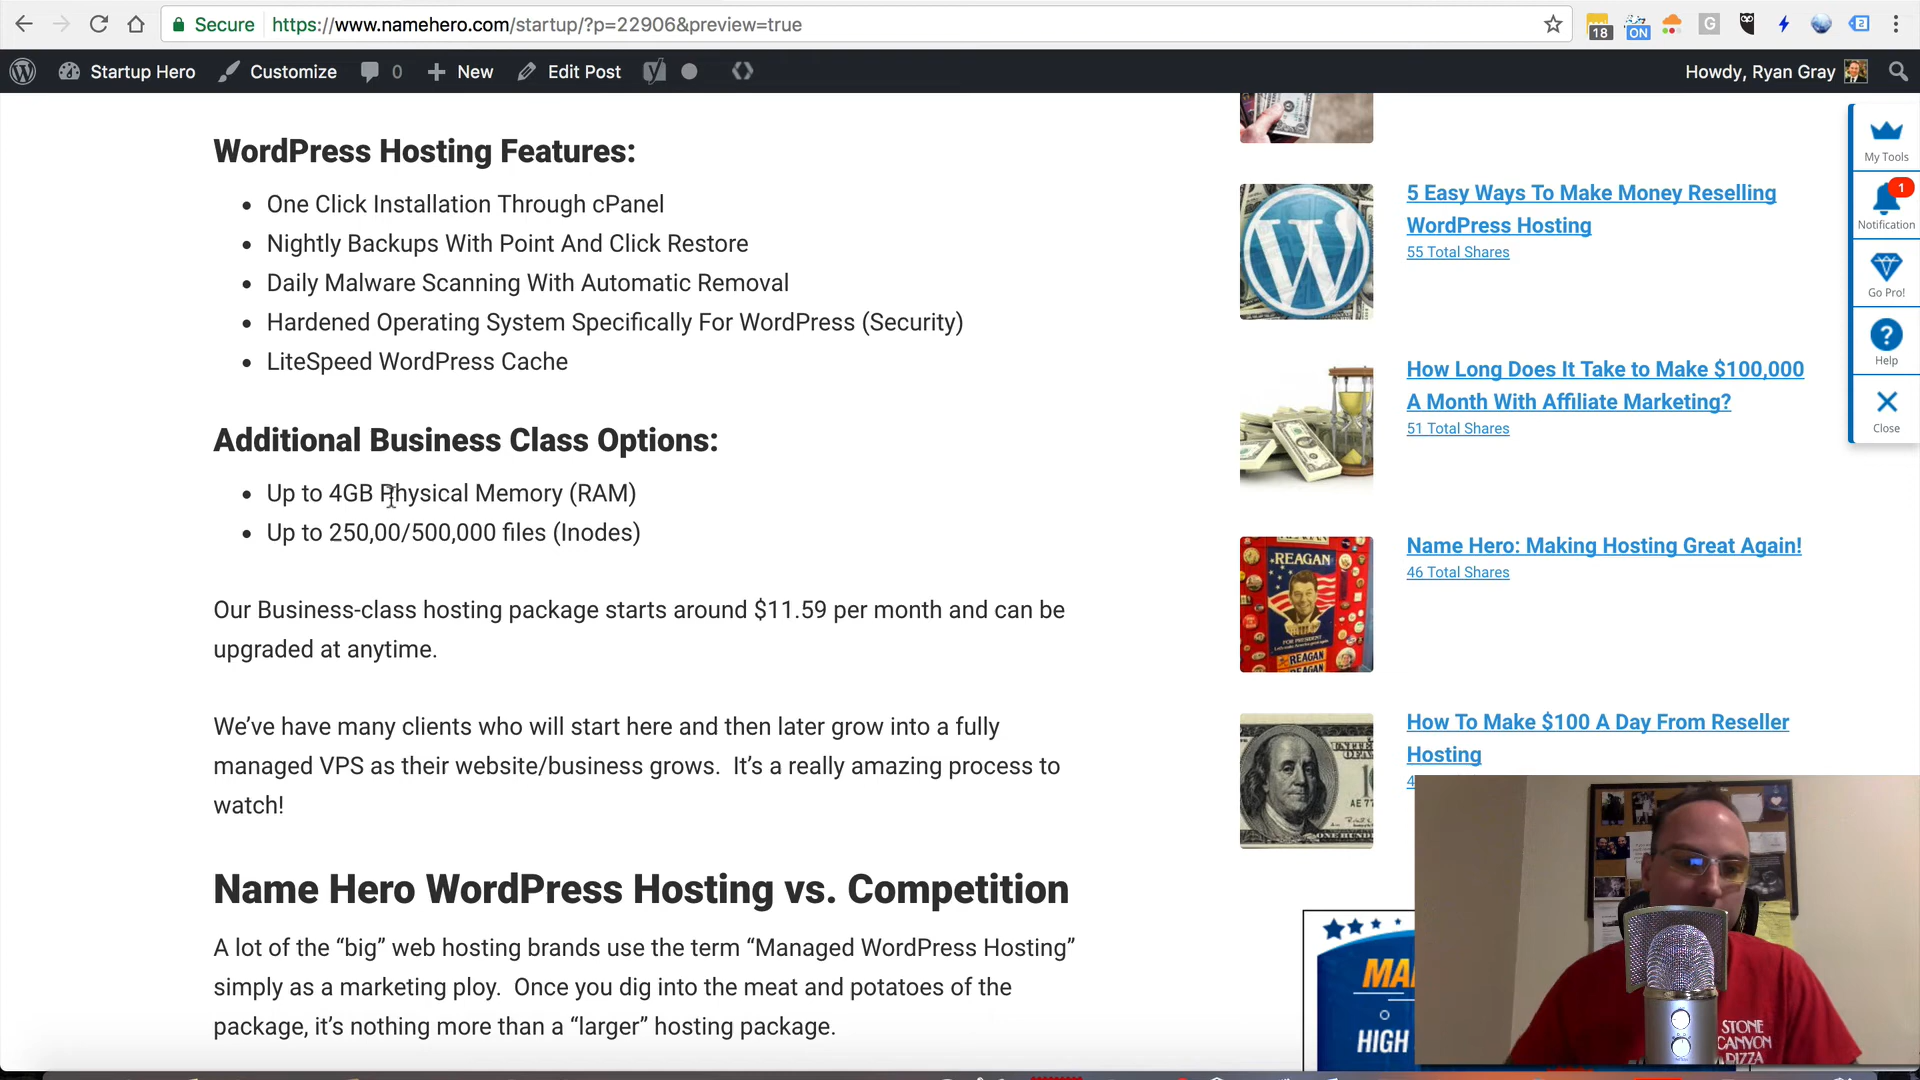 Secure https://www.namehero.com/startup/?p=22906&preview=true
18
ON
G
2
Startup Hero Customize 0 New Edit Post
Howdy, Ryan Gray
WordPress Hosting Features:
One Click Installation Through cPanel
Nightly Backups With Point And Click Restore
Daily Malware Scanning With Automatic Removal
Hardened Operating System Specifically For WordPress (Security)
LiteSpeed WordPress Cache
Additional Business Class Options:
Up to 4GB Physical Memory (RAM)
Up to 250,00/500,000 files (Inodes)
Our Business-class hosting package starts around $11.59 per month and can be
upgraded at anytime.
We’ve have many clients who will start here and then later grow into a fully
managed VPS as their website/business grows.  It’s a really amazing process to
watch!
Name Hero WordPress Hosting vs. Competition
A lot of the “big” web hosting brands use the term “Managed WordPress Hosting”
simply as a marketing ploy.  Once you dig into the meat and potatoes of the
package, it’s nothing more than a “larger” hosting package.
5 Easy Ways To Make Money Reselling
WordPress Hosting
55 Total Shares
How Long Does It Take to Make $100,000
A Month With Affiliate Marketing?
51 Total Shares
REAGAN
FOR PRESIDENT
REAGAN
REAGAN
Name Hero: Making Hosting Great Again!
46 Total Shares
How To Make $100 A Day From Reseller
Hosting
4
HIGH
My Tools
1
Notification
Go Pro!
Help
Close
STONE
CANYON
PIZZA